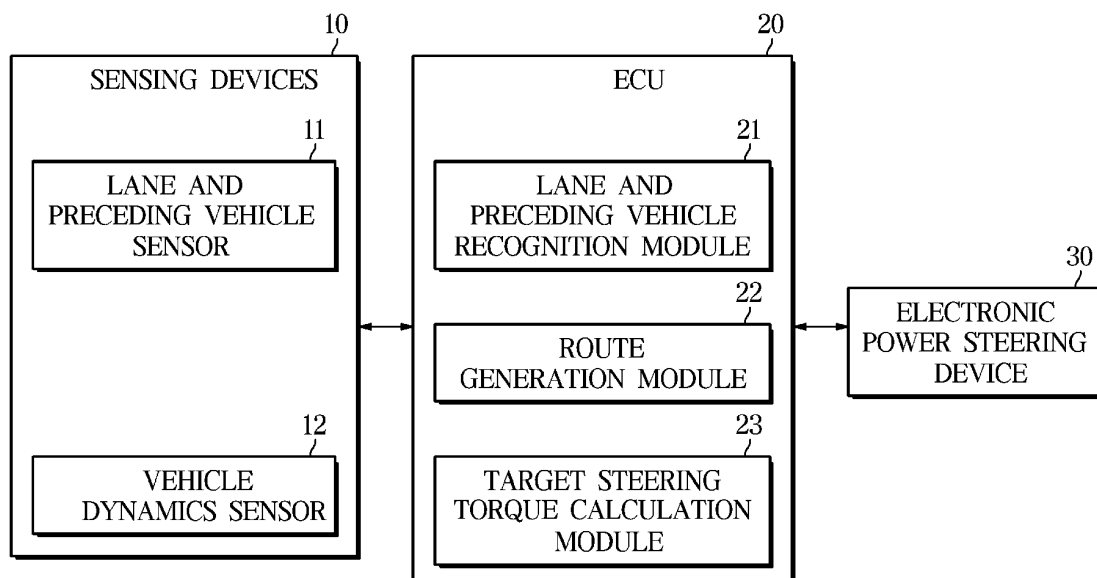 10
SENSING DEVICES
11
LANE AND
PRECEDING VEHICLE
SENSOR
12
VEHICLE
DYNAMICS SENSOR
20
ECU
21
LANE AND
PRECEDING VEHICLE
RECOGNITION MODULE
22
ROUTE
GENERATION MODULE
23
TARGET STEERING
TORQUE CALCULATION
MODULE
30
ELECTRONIC
POWER STEERING
DEVICE